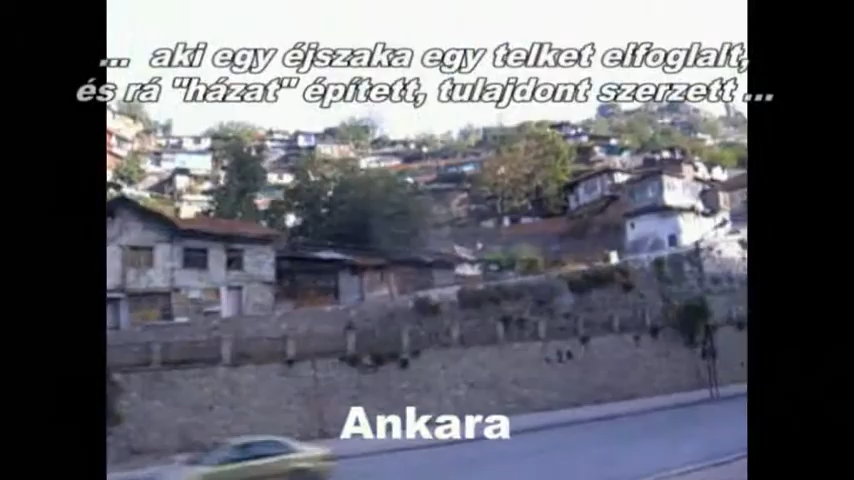 ... aki egy éjszaka egy telket elfoglalt,
és rá "házat" épített, tulajdont szerzett ...
Ankara